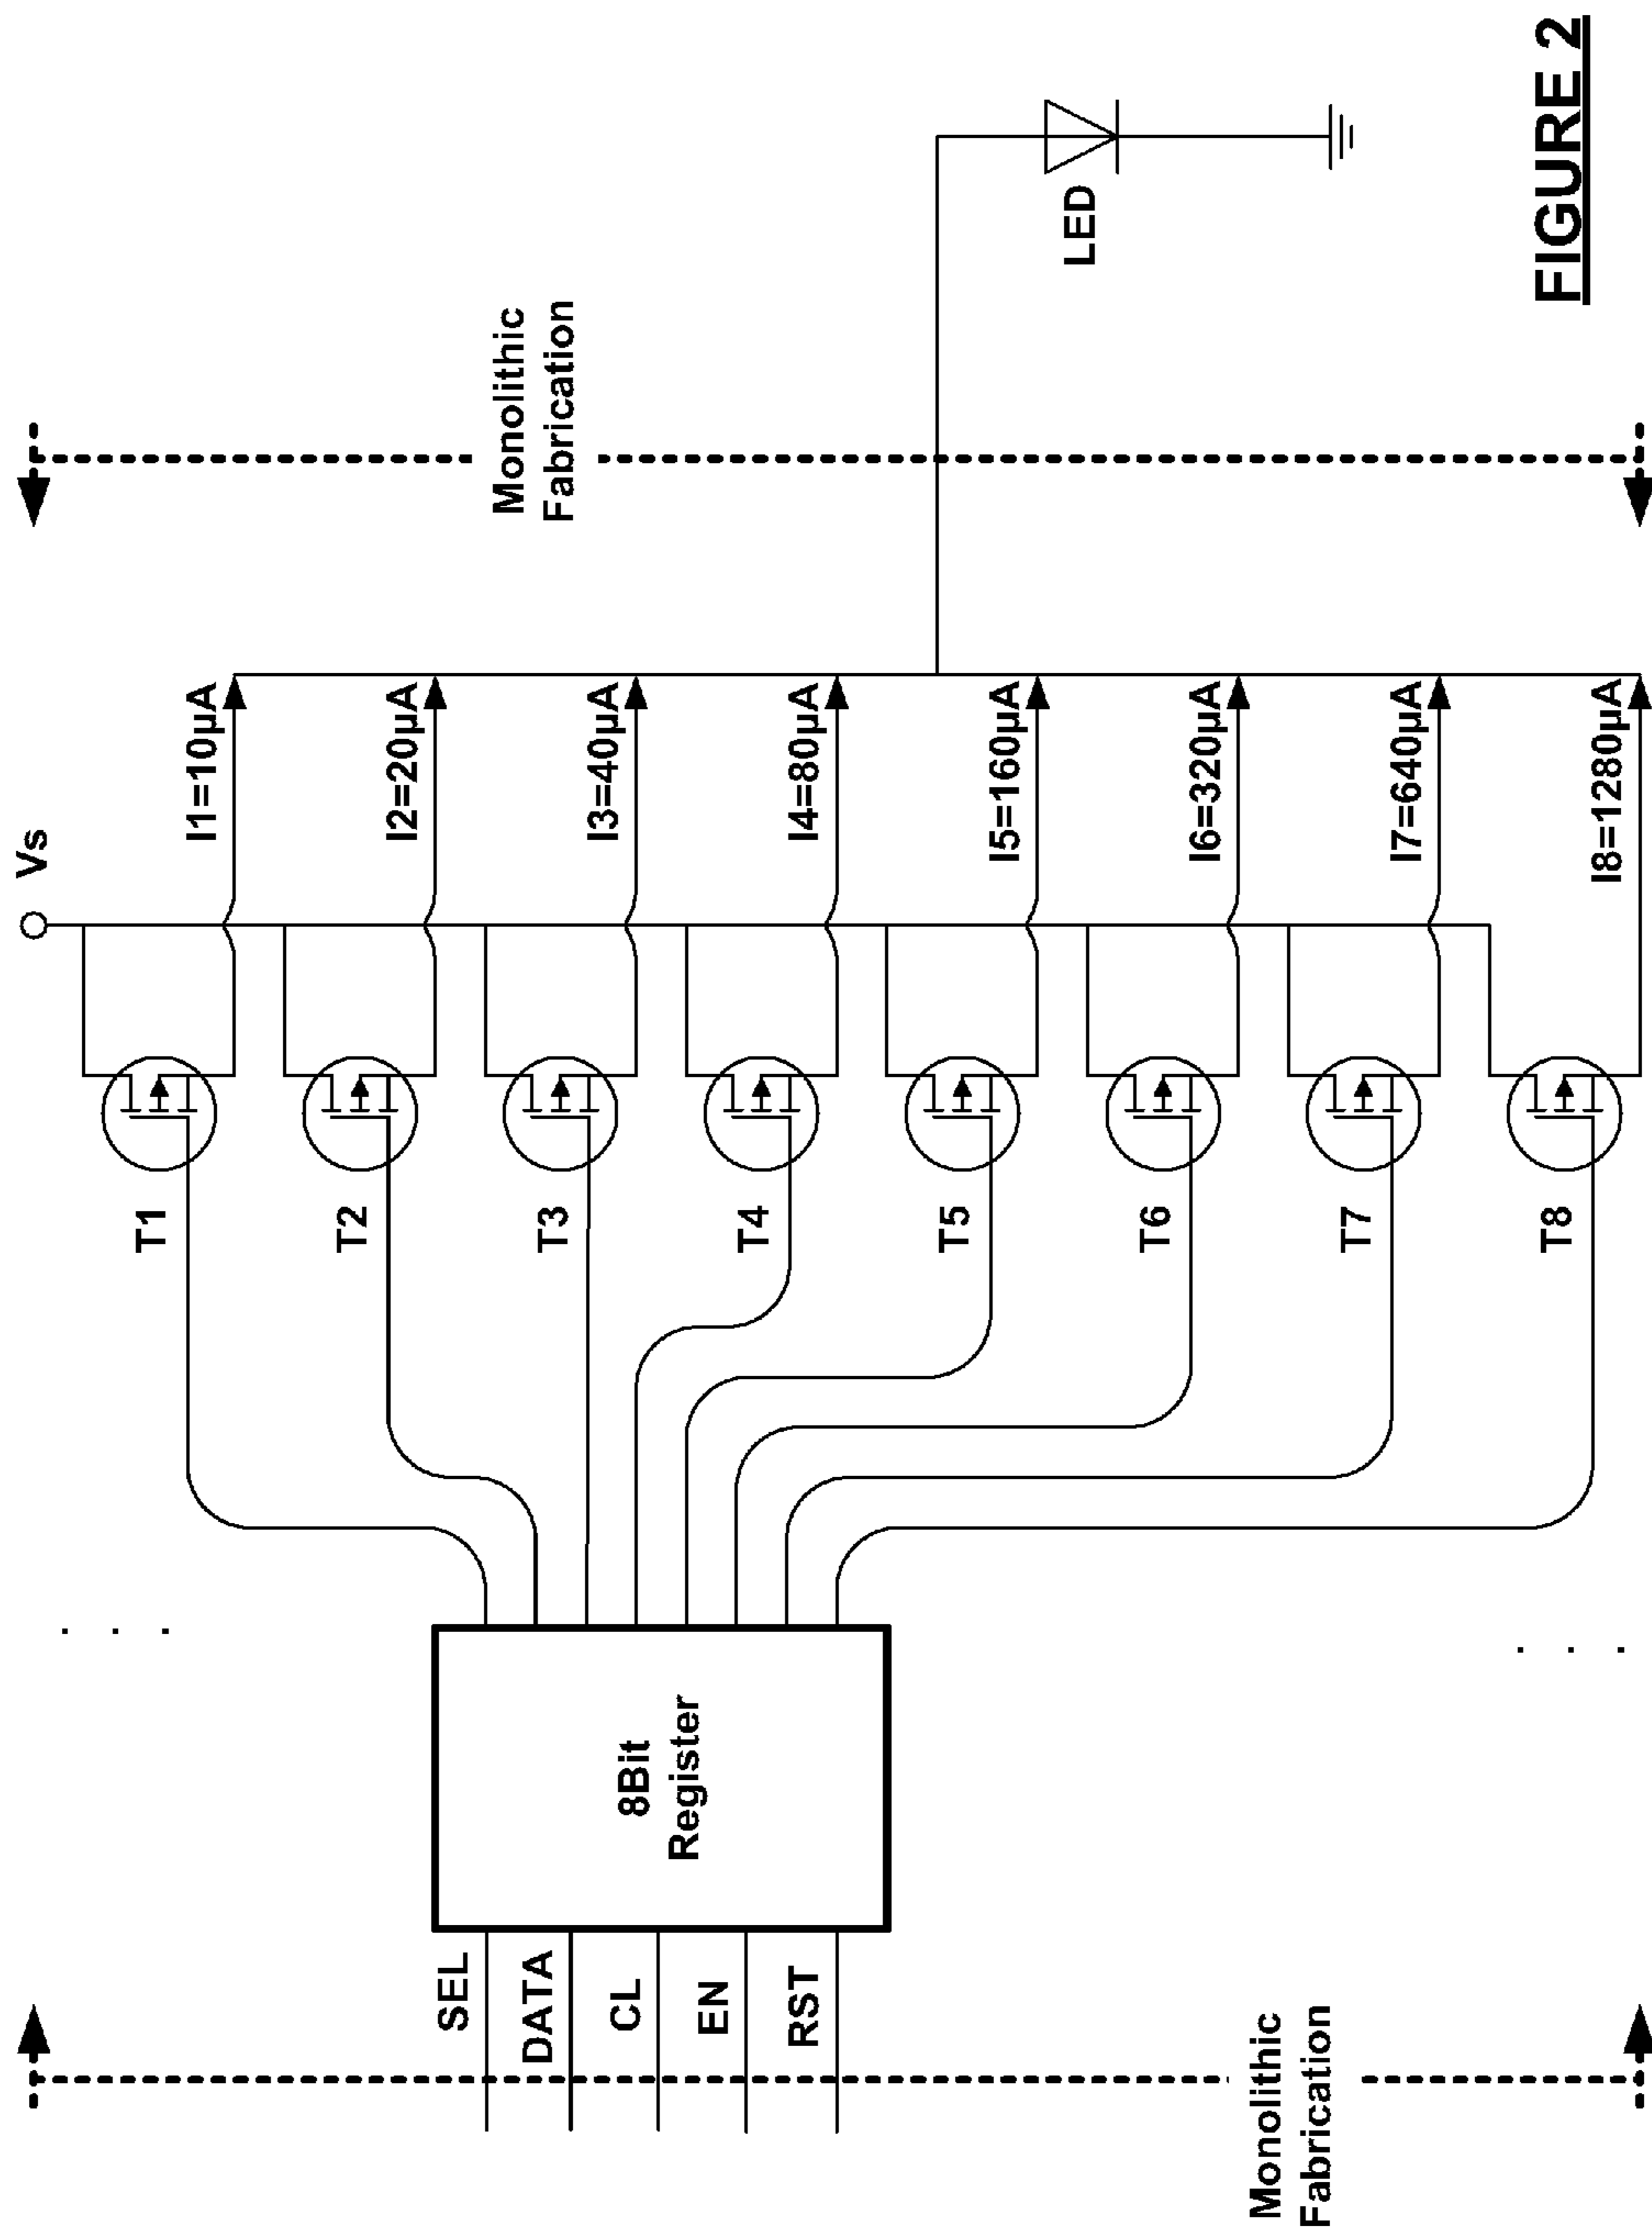 Vs
Monolithic
Fabrication
SEL
DATA
CL
EN
RST
8Bit
Register
T1
T2
T3
T4
T5
T6
T7
T8
I1=10µA
I2=20µA
I3=40µA
I4=80µA
I5=160µA
I6=320µA
I7=640µA
I8=1280µA
LED
Monolithic
Fabrication
FIGURE 2